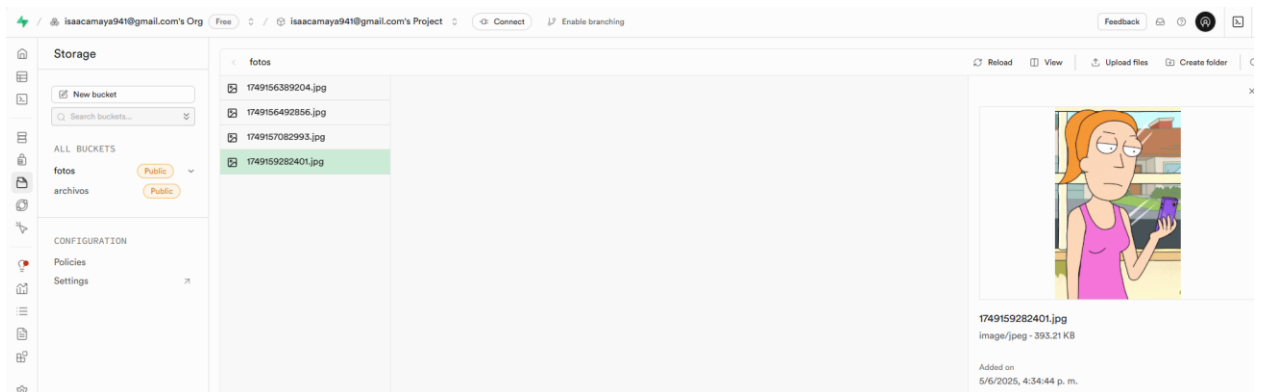 isaacamaya941@gmail.com's Org Free / isaacamaya941@gmail.com's Project Connect Enable branching Feedback
Storage
New bucket
Search buckets...
ALL BUCKETS
fotos Public
archivos Public
CONFIGURATION
Policies
Settings
fotos
Reload View Upload files Create folder
1749156389204.jpg
1749156492856.jpg
1749157082993.jpg
1749159282401.jpg
1749159282401.jpg
image/jpeg - 393.21 KB
Added on
5/6/2025, 4:34:44 p. m.